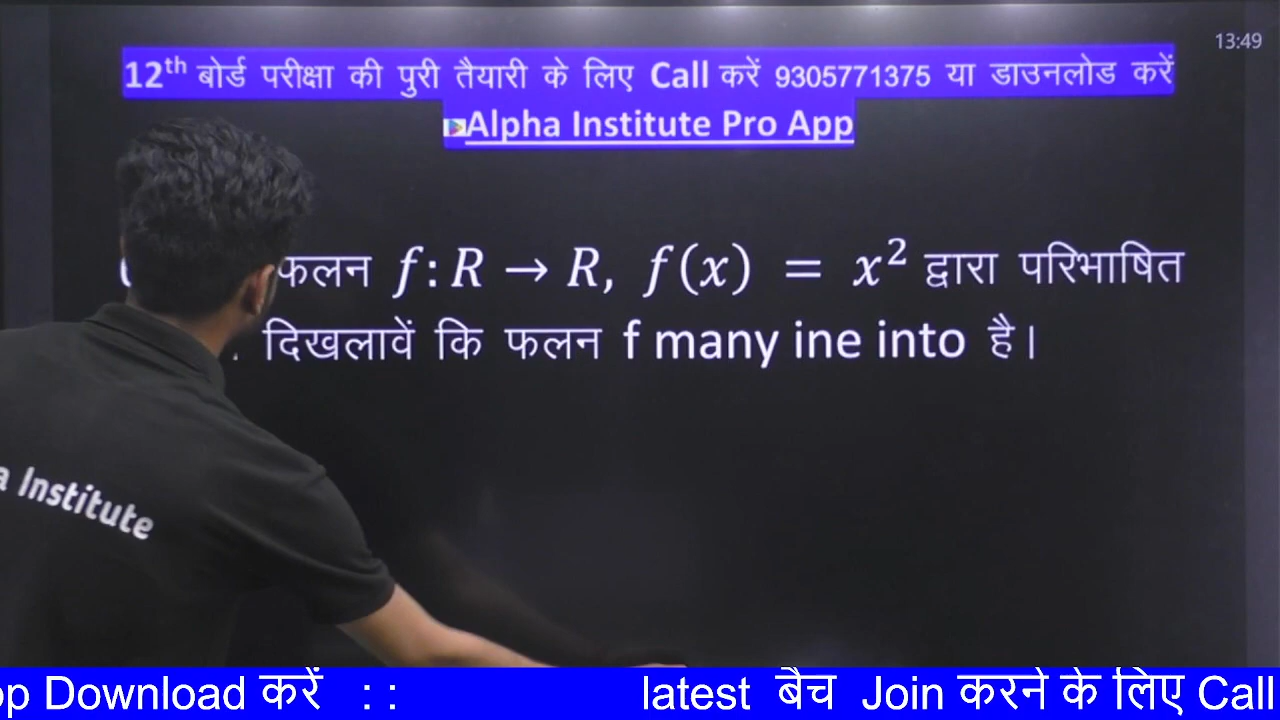 13:49
12th बोर्ड परीक्षा की पुरी तैयारी के लिए Call करें 9305771375 या डाउनलोड करें
Alpha Institute Pro App
फलन f:R → R, f(x) = x² द्वारा परिभाषित
दिखलावें कि फलन f many ine into है।
a Institute
pp Download करें : : latest बैच Join करने के लिए Call